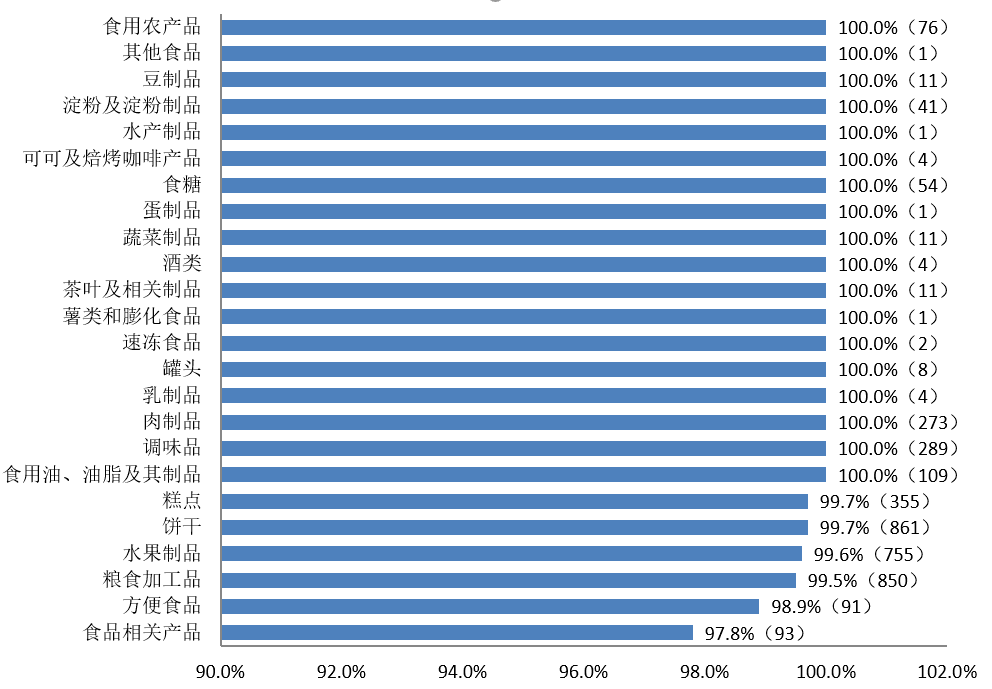 食用农产品 100.0%（76）
其他食品 100.0%（1）
豆制品 100.0%（11）
淀粉及淀粉制品 100.0%（41）
水产制品 100.0%（1）
可可及焙烤咖啡产品 100.0%（4）
食糖 100.0%（54）
蛋制品 100.0%（1）
蔬菜制品 100.0%（11）
酒类 100.0%（4）
茶叶及相关制品 100.0%（11）
薯类和膨化食品 100.0%（1）
速冻食品 100.0%（2）
罐头 100.0%（8）
乳制品 100.0%（4）
肉制品 100.0%（273）
调味品 100.0%（289）
食用油、油脂及其制品 100.0%（109）
糕点 99.7%（355）
饼干 99.7%（861）
水果制品 99.6%（755）
粮食加工品 99.5%（850）
方便食品 98.9%（91）
食品相关产品 97.8%（93）
90.0% 92.0% 94.0% 96.0% 98.0% 100.0% 102.0%